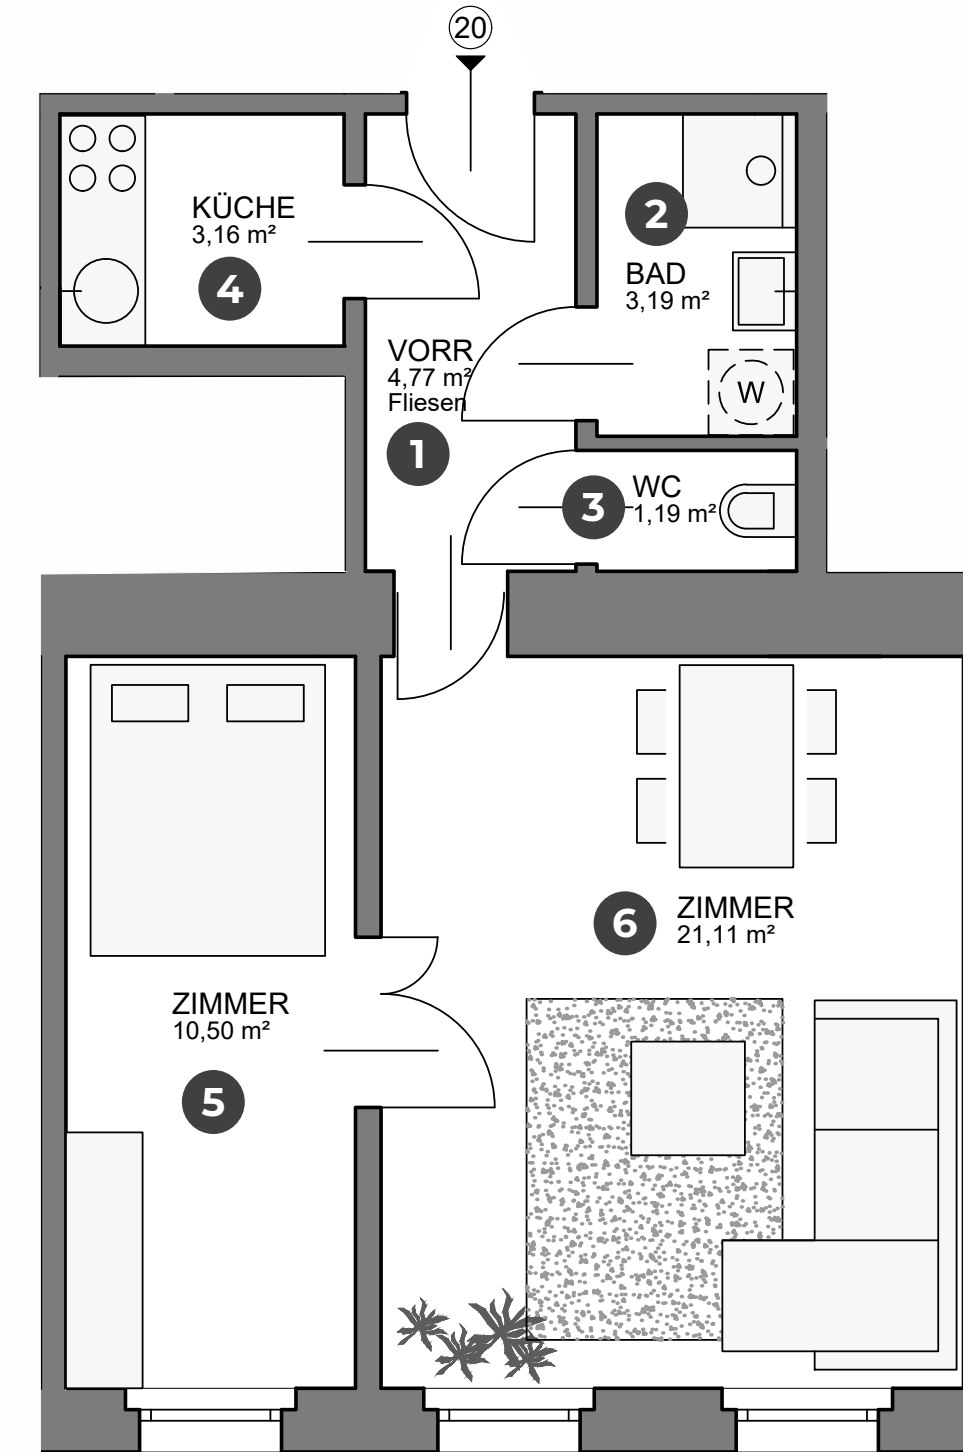 20
KÜCHE
3,16 m²
4
2
BAD
3,19 m²
W
VORR
4,77 m²
Fliesen
1
3
WC
1,19 m²
6
ZIMMER
21,11 m²
ZIMMER
10,50 m²
5